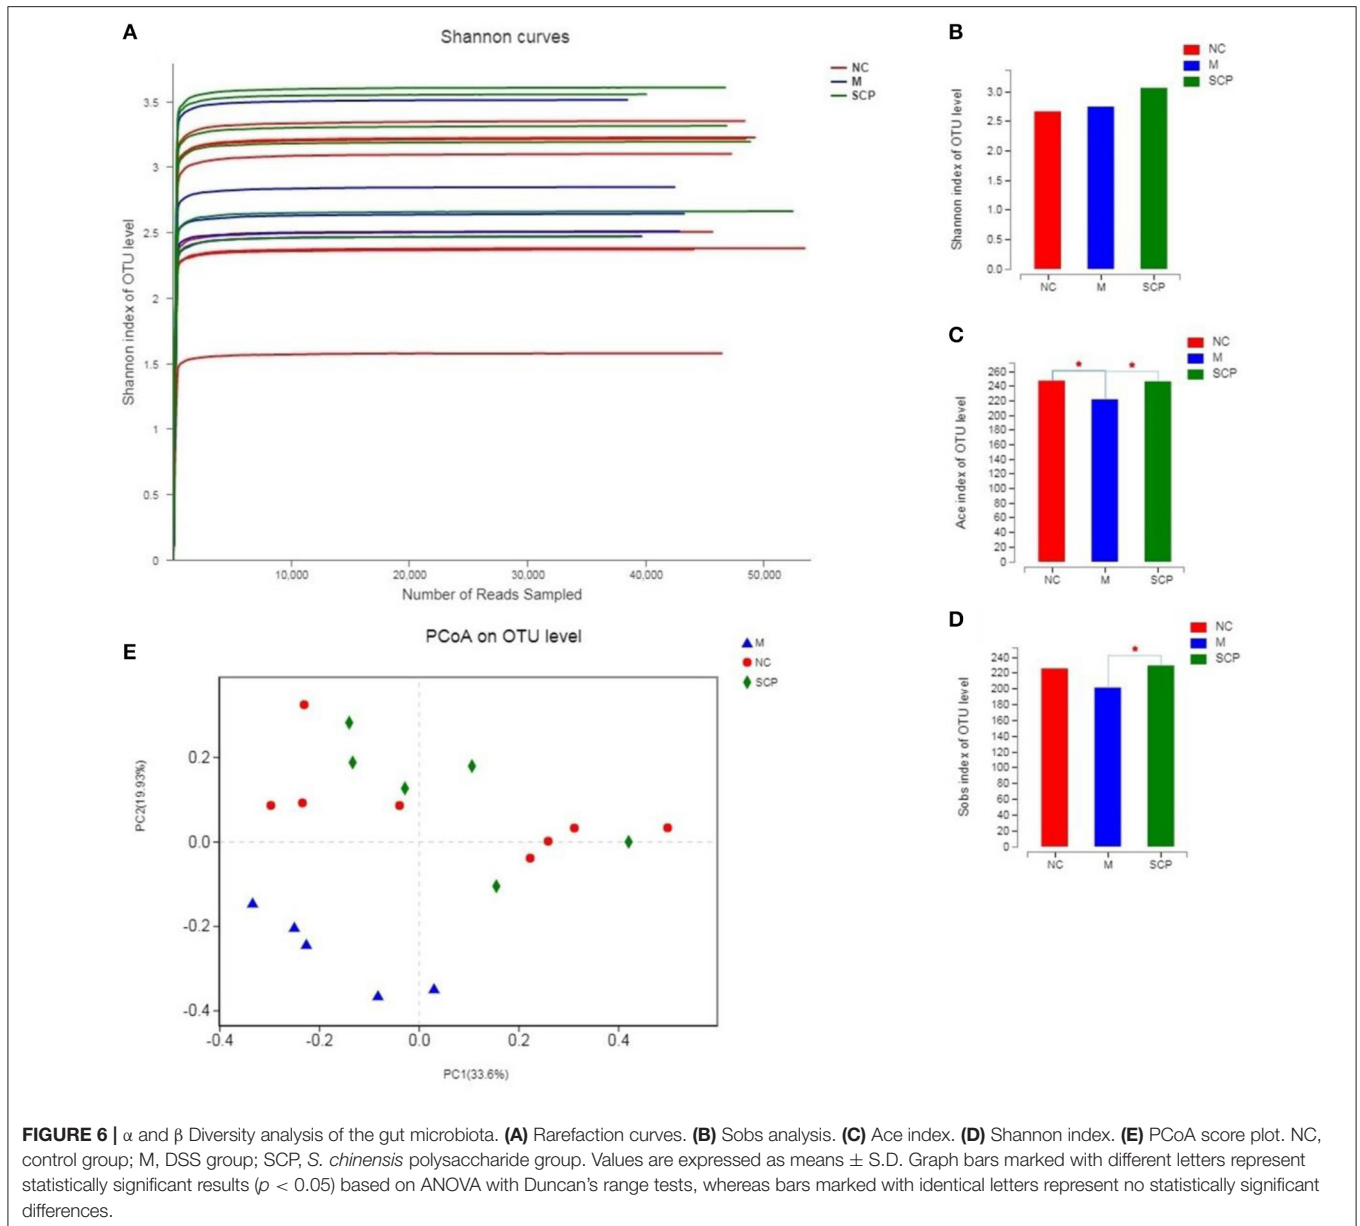 A
Shannon curves
NC
M
SCP
Shannon index of OTU level
3.5
3
2.5
2
1.5
1
0.5
0
10,000
20,000
30,000
40,000
50,000
Number of Reads Sampled
B
NC
M
SCP
Shannon index of OTU level
3.0
2.5
2.0
1.5
1.0
0.5
0.0
NC
M
SCP
C
NC
M
SCP
Ace index of OTU level
260
240
220
200
180
160
140
120
100
80
60
40
20
0
*
*
NC
M
SCP
D
NC
M
SCP
Sobs index of OTU level
240
220
200
180
160
140
120
100
80
60
40
20
0
*
NC
M
SCP
E
PCoA on OTU level
M
NC
SCP
PC2(19.93%)
0.2
0.0
-0.2
-0.4
-0.4
-0.2
0.0
0.2
0.4
PC1(33.6%)
FIGURE 6 | α and β Diversity analysis of the gut microbiota. (A) Rarefaction curves. (B) Sobs analysis. (C) Ace index. (D) Shannon index. (E) PCoA score plot. NC,
control group; M, DSS group; SCP, S. chinensis polysaccharide group. Values are expressed as means ± S.D. Graph bars marked with different letters represent
statistically significant results (p < 0.05) based on ANOVA with Duncan's range tests, whereas bars marked with identical letters represent no statistically significant
differences.